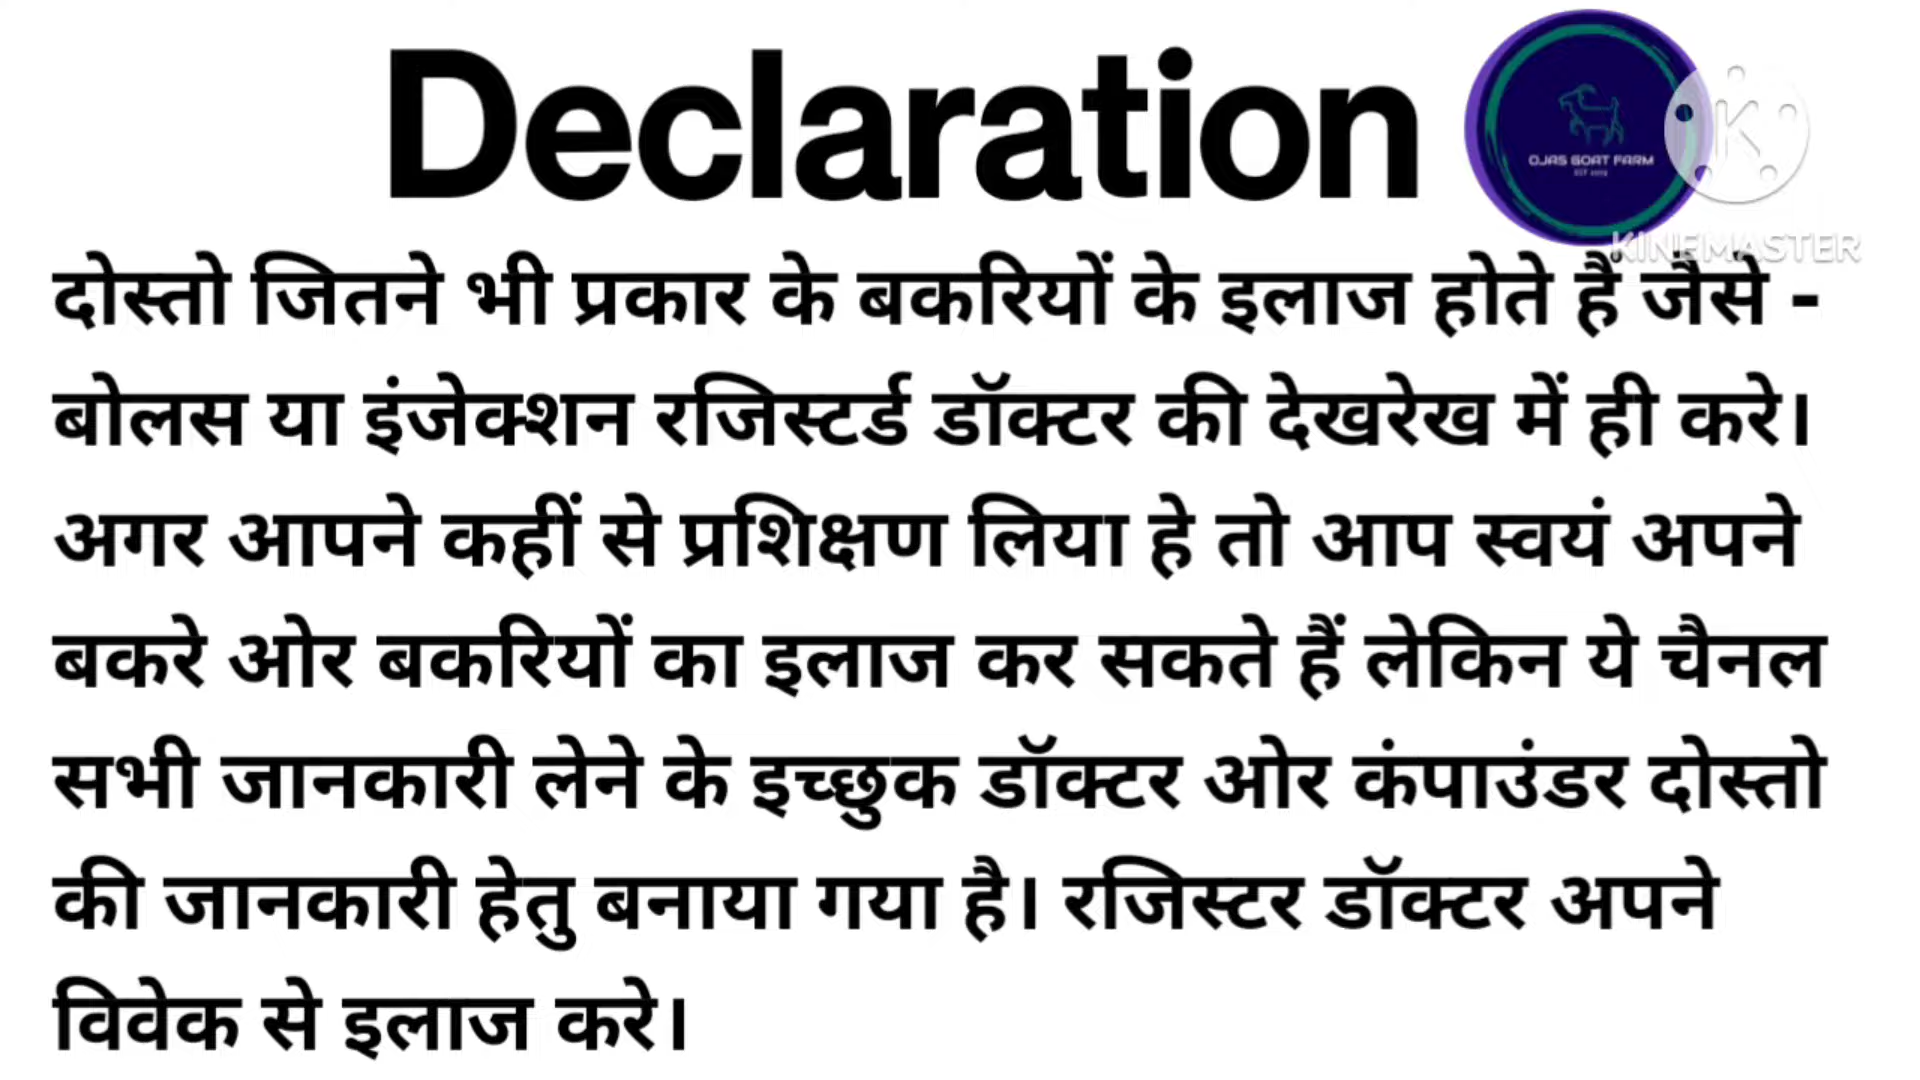 Declaration
OJAS GOAT FARM
KINEMASTER
दोस्तो जितने भी प्रकार के बकरियों के इलाज होते हैं जैसे -
बोलस या इंजेक्शन रजिस्टर्ड डॉक्टर की देखरेख में ही करे।
अगर आपने कहीं से प्रशिक्षण लिया हे तो आप स्वयं अपने
बकरे ओर बकरियों का इलाज कर सकते हैं लेकिन ये चैनल
सभी जानकारी लेने के इच्छुक डॉक्टर ओर कंपाउंडर दोस्तो
की जानकारी हेतु बनाया गया है। रजिस्टर डॉक्टर अपने
विवेक से इलाज करे।